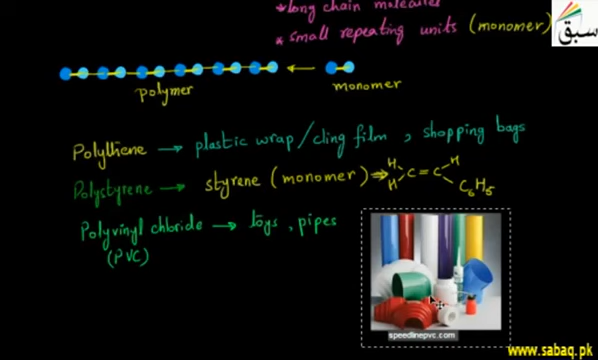 * long chain molecules
* small repeating units (monomer)
سبق
polymer
monomer
Polythene → plastic wrap/cling film , shopping bags
Polystyrene → styrene (monomer) ⇒ H H C = C H C6H5
Polyvinyl chloride → toys , pipes
(PVC)
speedlinepvc.com
www.sabaq.pk